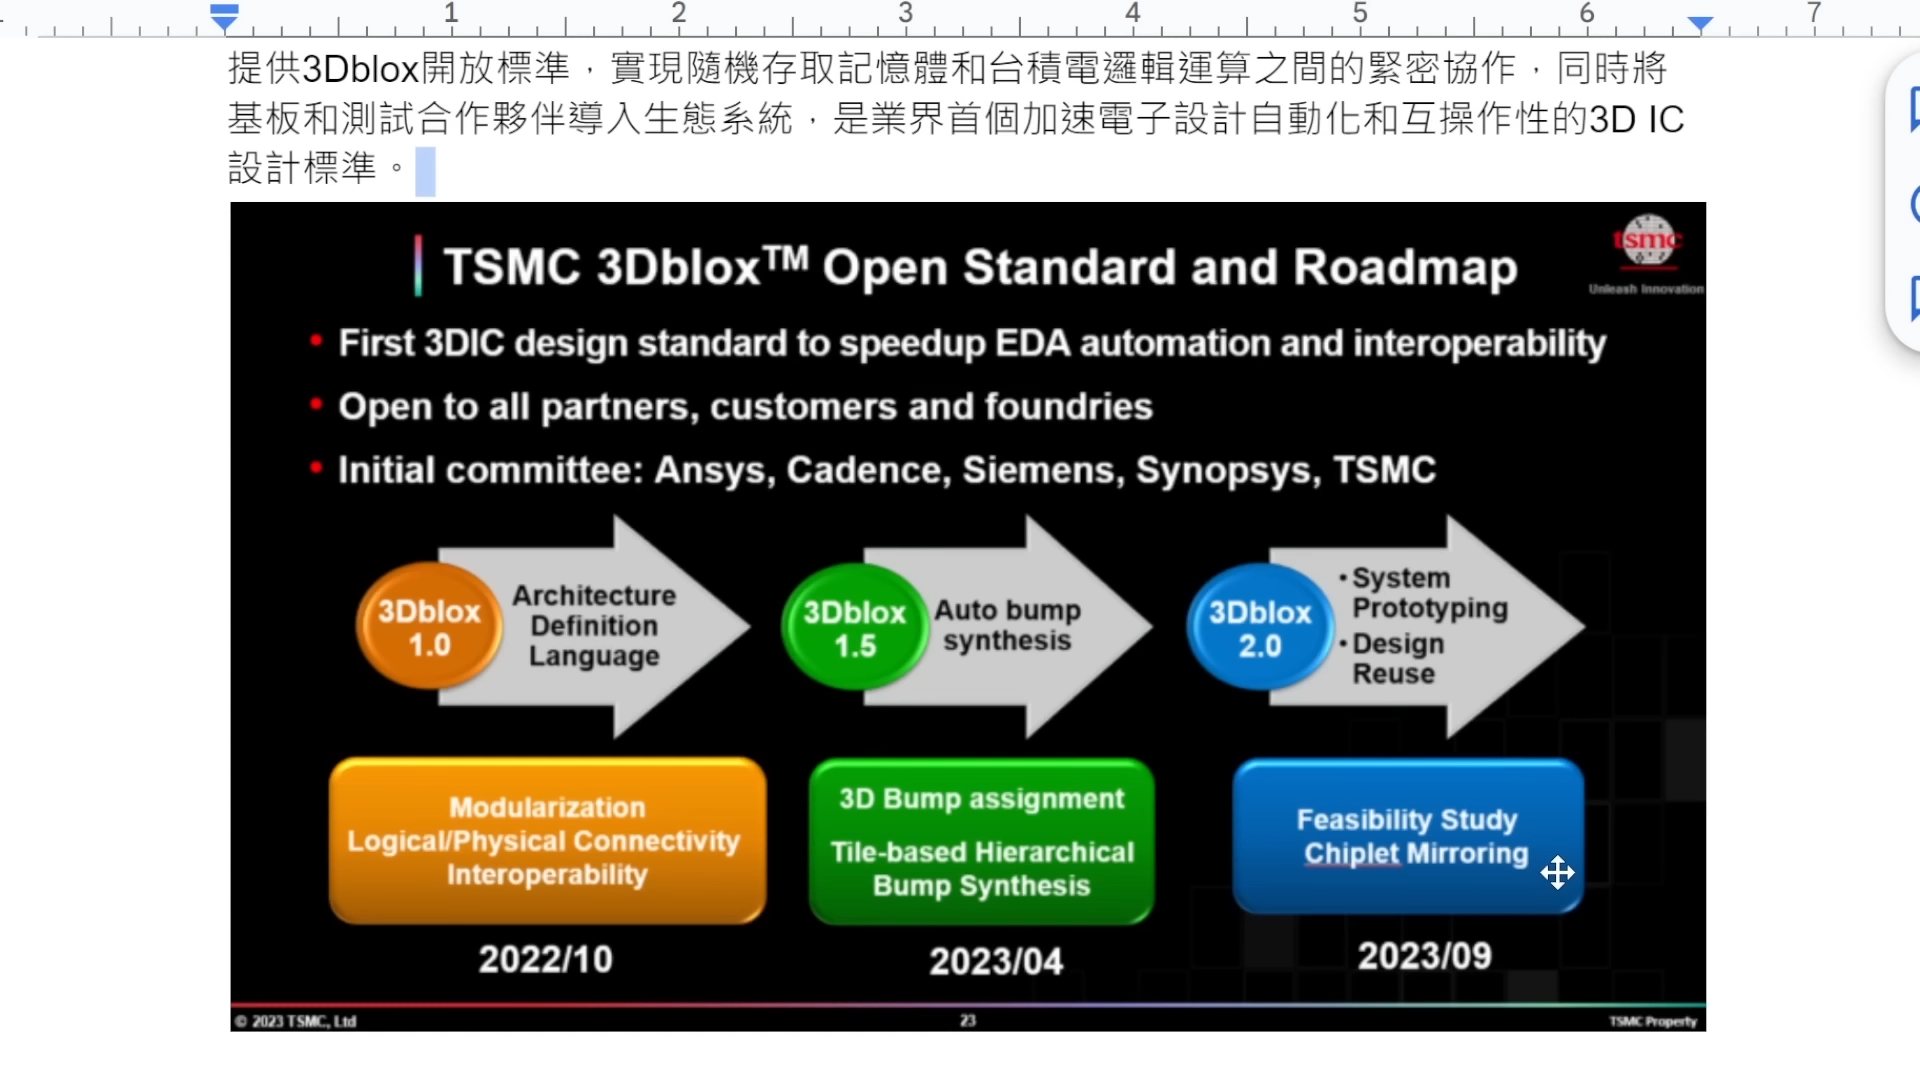 1 2 3 4 5 6 7
提供3Dblox開放標準，實現隨機存取記憶體和台積電邏輯運算之間的緊密協作，同時將
基板和測試合作夥伴導入生態系統，是業界首個加速電子設計自動化和互操作性的3D IC
設計標準。
TSMC 3Dblox™ Open Standard and Roadmap
tsmc
Unleash Innovation
• First 3DIC design standard to speedup EDA automation and interoperability
• Open to all partners, customers and foundries
• Initial committee: Ansys, Cadence, Siemens, Synopsys, TSMC
3Dblox
1.0
Architecture
Definition
Language
3Dblox
1.5
Auto bump
synthesis
3Dblox
2.0
• System
Prototyping
• Design
Reuse
Modularization
Logical/Physical Connectivity
Interoperability
3D Bump assignment
Tile-based Hierarchical
Bump Synthesis
Feasibility Study
Chiplet Mirroring
2022/10
2023/04
2023/09
© 2023 TSMC, Ltd
23
TSMC Property